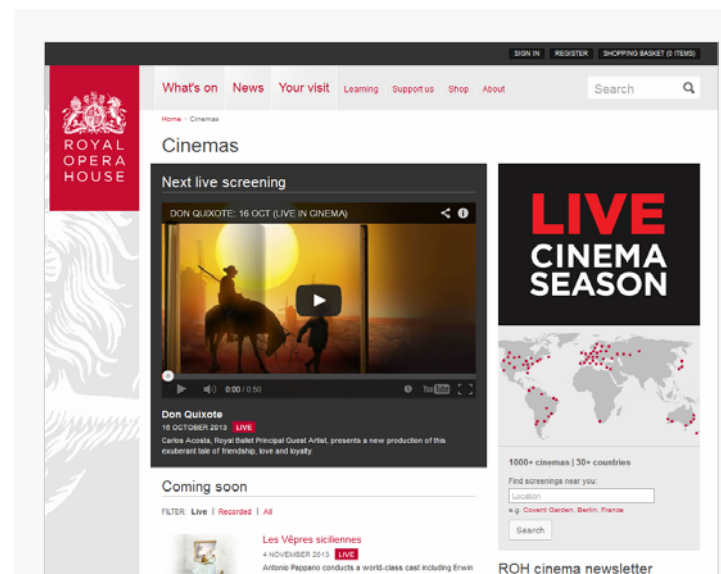 SIGN IN REGISTER SHOPPING BASKET (0 ITEMS)
ROYAL
OPERA
HOUSE
What's on News Your visit Learning Support us Shop About
Search
Home > Cinemas
Cinemas
Next live screening
DON QUIXOTE: 16 OCT (LIVE IN CINEMA)
0:00 / 0:50
YouTube
Don Quixote
16 OCTOBER 2013 LIVE
Carlos Acosta, Royal Ballet Principal Guest Artist, presents a new production of this
exuberant tale of friendship, love and loyalty.
Coming soon
FILTER: Live | Recorded | All
Les Vêpres siciliennes
4 NOVEMBER 2013 LIVE
Antonio Pappano conducts a world-class cast including Erwin
LIVE
CINEMA
SEASON
1000+ cinemas | 30+ countries
Find screenings near you:
Location
e.g. Covent Garden, Berlin, France
Search
ROH cinema newsletter